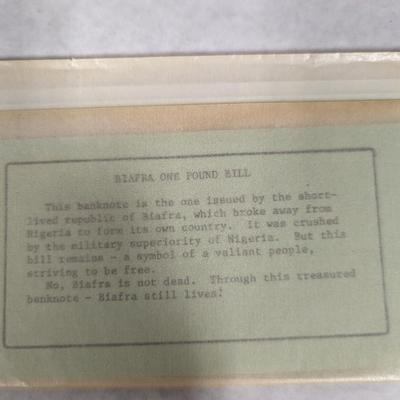 BIAFRA ONE POUND BILL
This banknote is the one issued by the short-
lived republic of Biafra, which broke away from
Nigeria to form its own country. It was crushed
by the military superiority of Nigeria. But this
bill remains - a symbol of a valiant people,
striving to be free.
No, Biafra is not dead. Through this treasured
banknote - Biafra still lives!